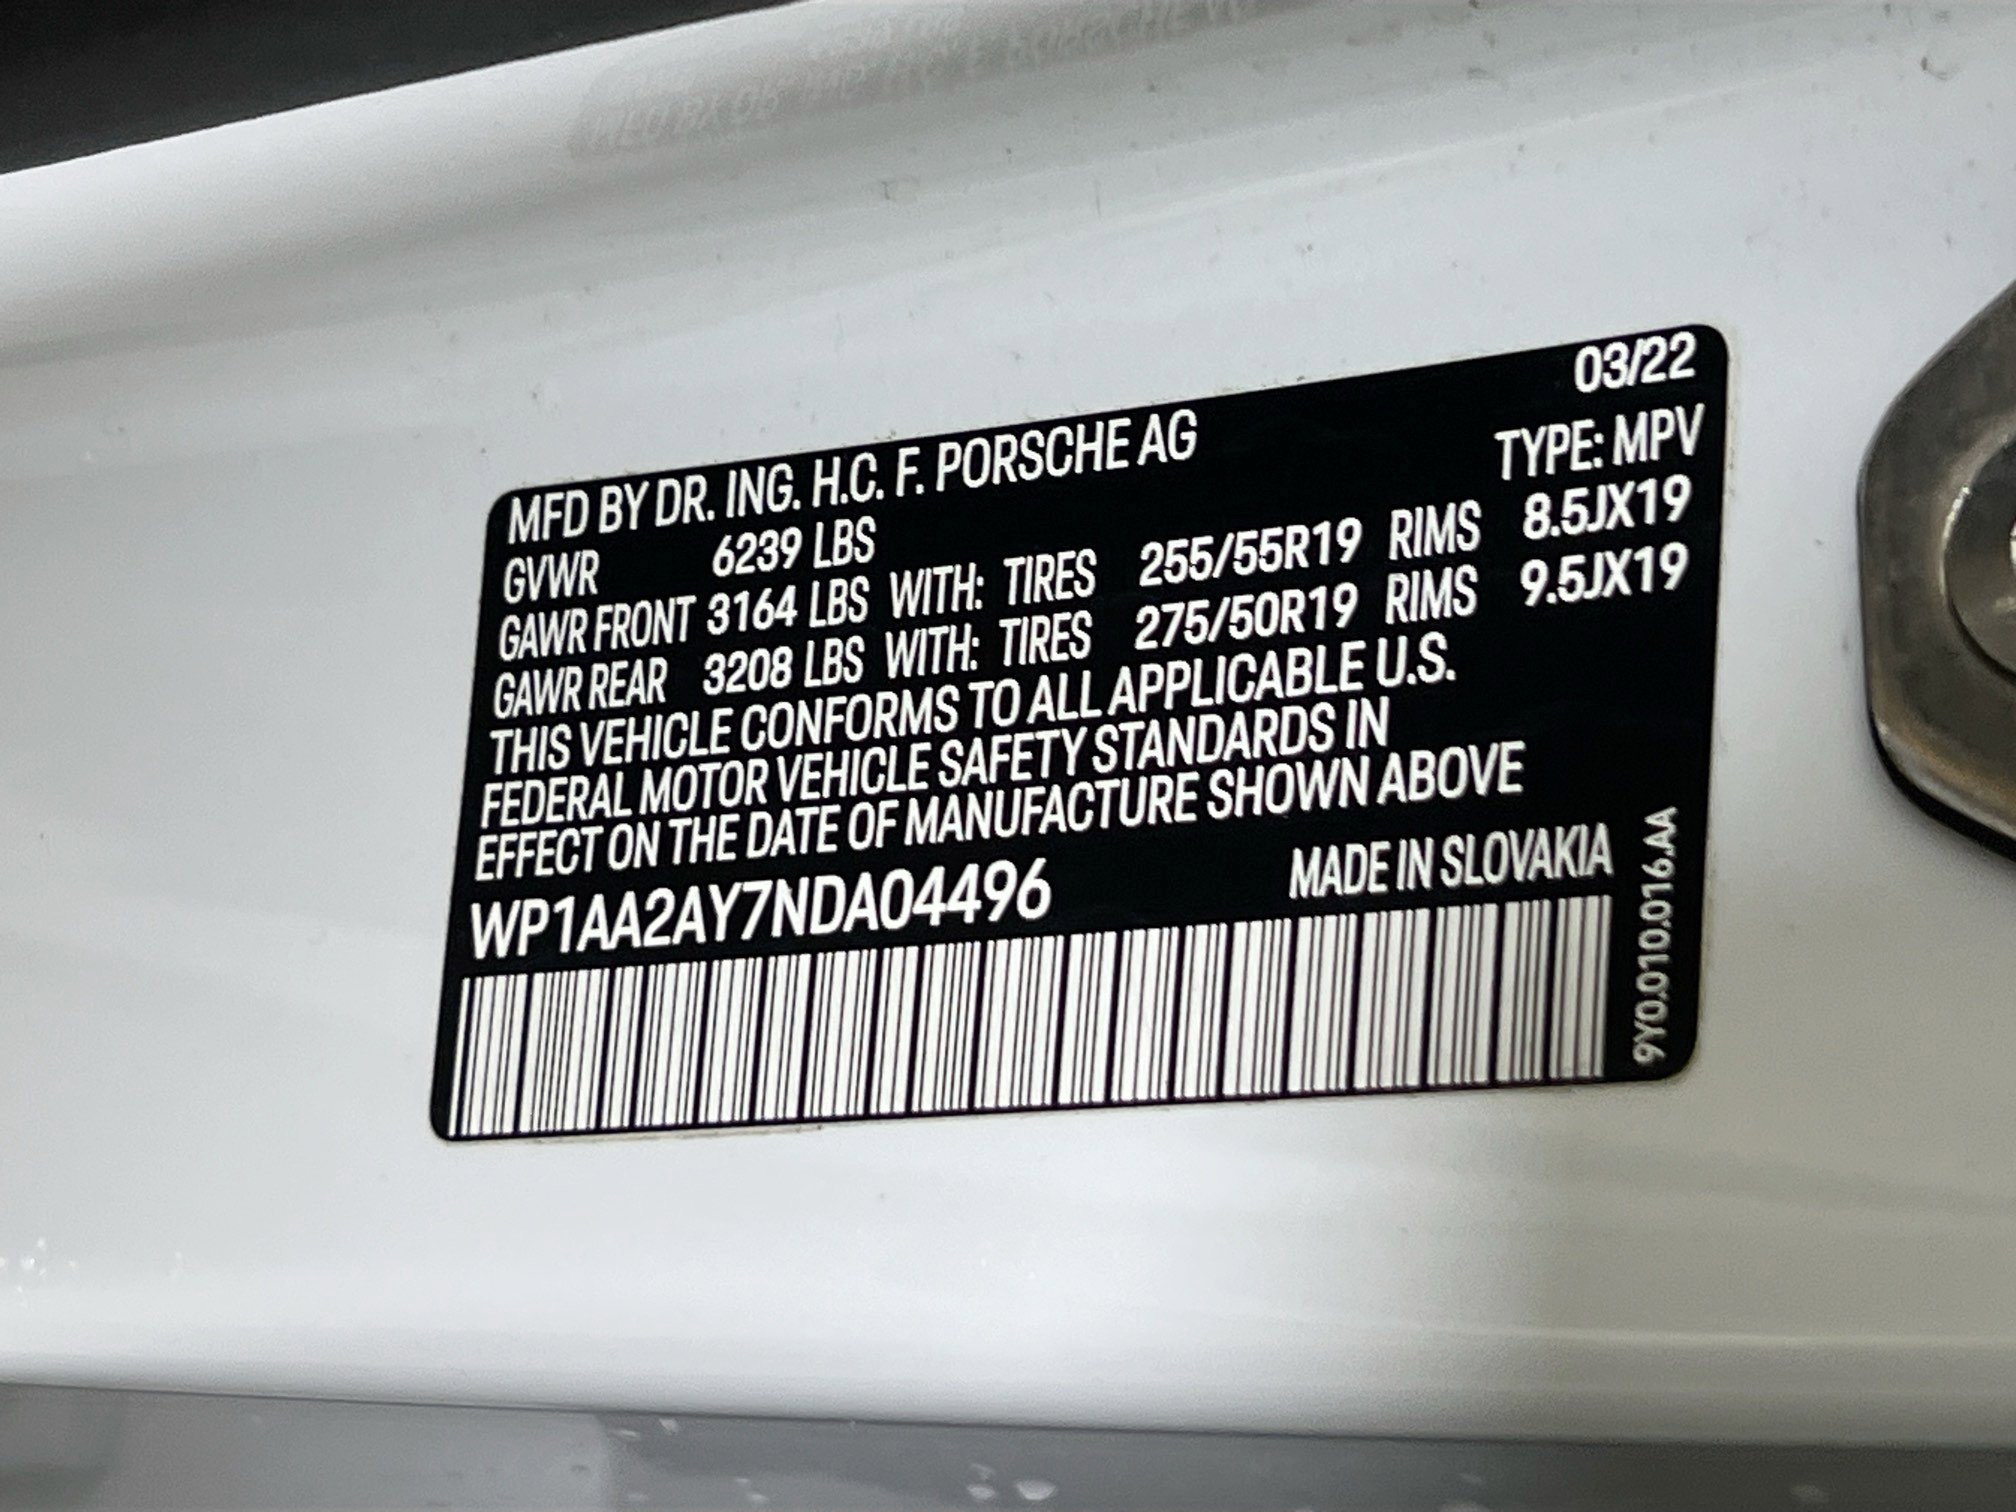 03/22
MFD BY DR. ING. H.C. F. PORSCHE AG TYPE: MPV
GVWR 6239 LBS
GAWR FRONT 3164 LBS WITH: TIRES 255/55R19 RIMS 8.5JX19
GAWR REAR 3208 LBS WITH: TIRES 275/50R19 RIMS 9.5JX19
THIS VEHICLE CONFORMS TO ALL APPLICABLE U.S.
FEDERAL MOTOR VEHICLE SAFETY STANDARDS IN
EFFECT ON THE DATE OF MANUFACTURE SHOWN ABOVE
WP1AA2AY7NDA04496 MADE IN SLOVAKIA
9Y0.010.016.AA